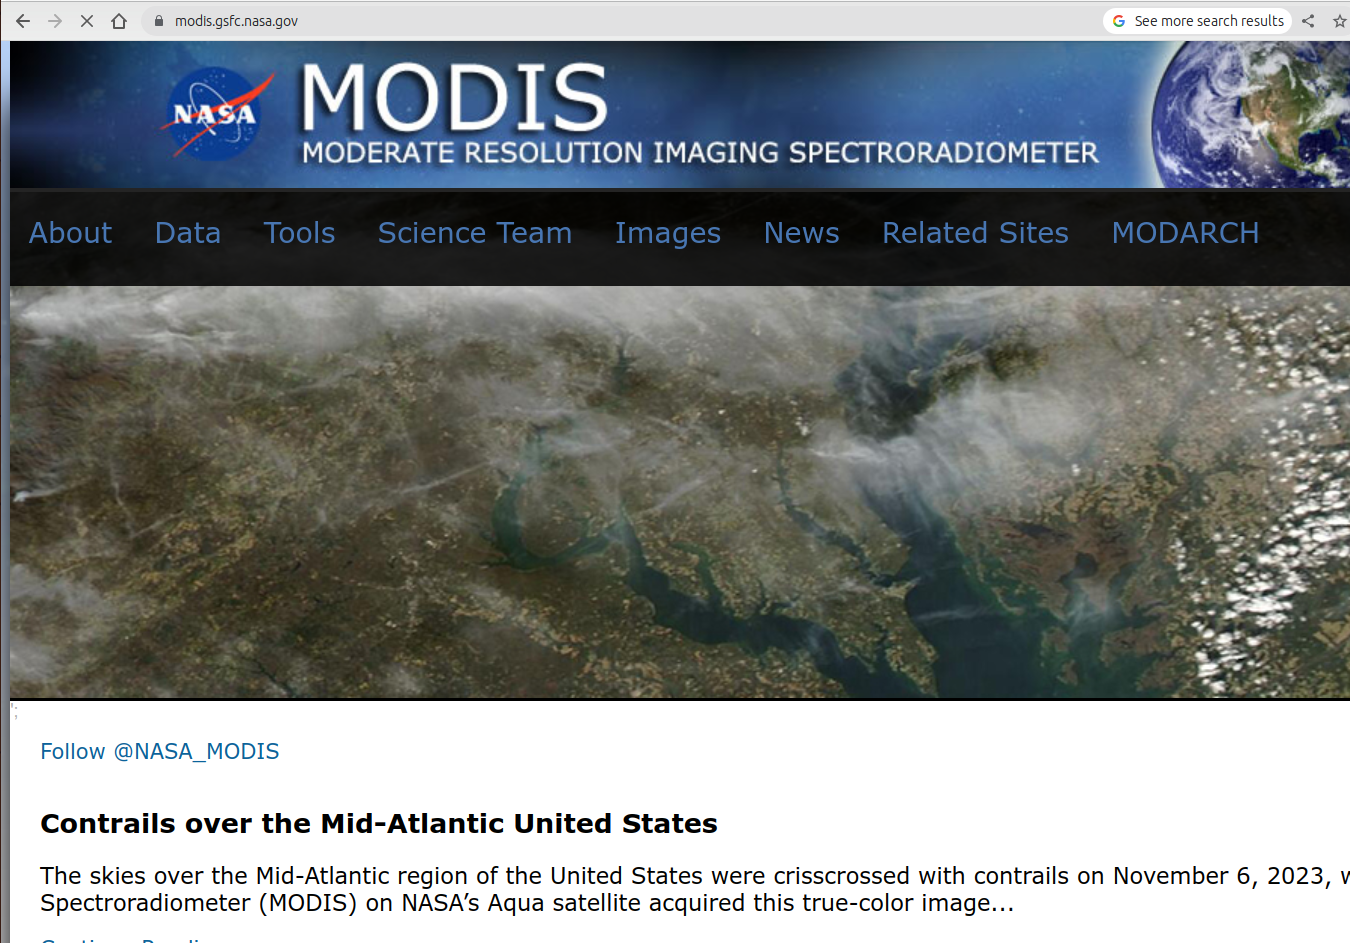 modis.gsfc.nasa.gov
See more search results
NASA
MODIS
MODERATE RESOLUTION IMAGING SPECTRORADIOMETER
About Data Tools Science Team Images News Related Sites MODARCH
';
Follow @NASA_MODIS
Contrails over the Mid-Atlantic United States
The skies over the Mid-Atlantic region of the United States were crisscrossed with contrails on November 6, 2023,
Spectroradiometer (MODIS) on NASA’s Aqua satellite acquired this true-color image...